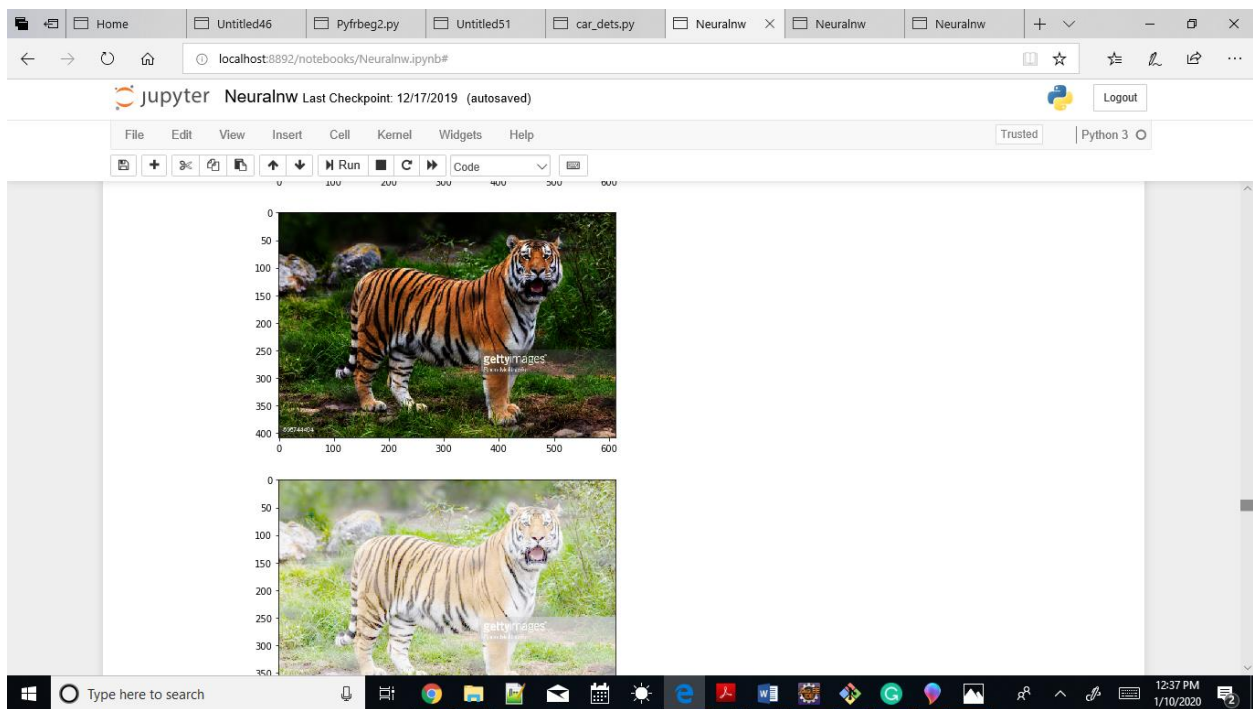 Home
Untitled46
Pyfrbeg2.py
Untitled51
car_dets.py
Neuralnw
Neuralnw
Neuralnw
localhost:8892/notebooks/Neuralnw.ipynb#
jupyter Neuralnw Last Checkpoint: 12/17/2019 (autosaved)
Logout
File Edit View Insert Cell Kernel Widgets Help
Trusted
Python 3
Run
Code
0 100 200 300 400 500 600
0
50
100
150
200
250
300
350
400
gettyimages
0 100 200 300 400 500 600
0
50
100
150
200
250
300
350
gettyimages
Type here to search
12:37 PM
1/10/2020
2